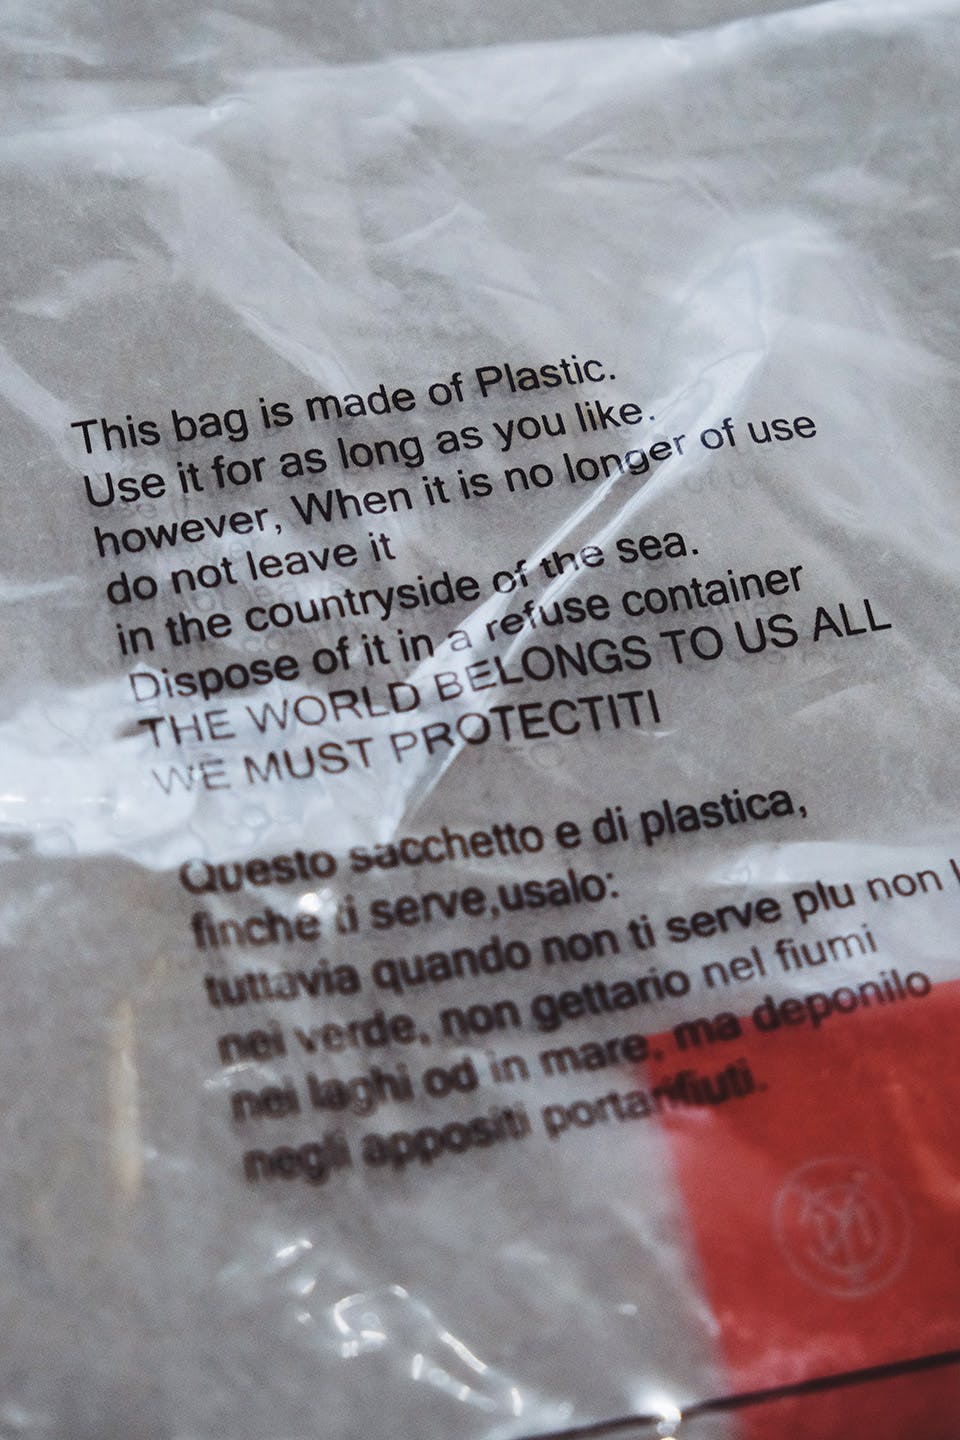 This bag is made of Plastic.
Use it for as long as you like.
however, When it is no longer of use
do not leave it
in the countryside of the sea.
Dispose of it in a refuse container
THE WORLD BELONGS TO US ALL
WE MUST PROTECTITI
Questo sacchetto e di plastica,
finche ti serve,usalo:
tuttavia quando non ti serve plu non
nei verde, non gettario nel fiumi
nei laghi od in mare, ma deponilo
negli appositi portarifiuti.